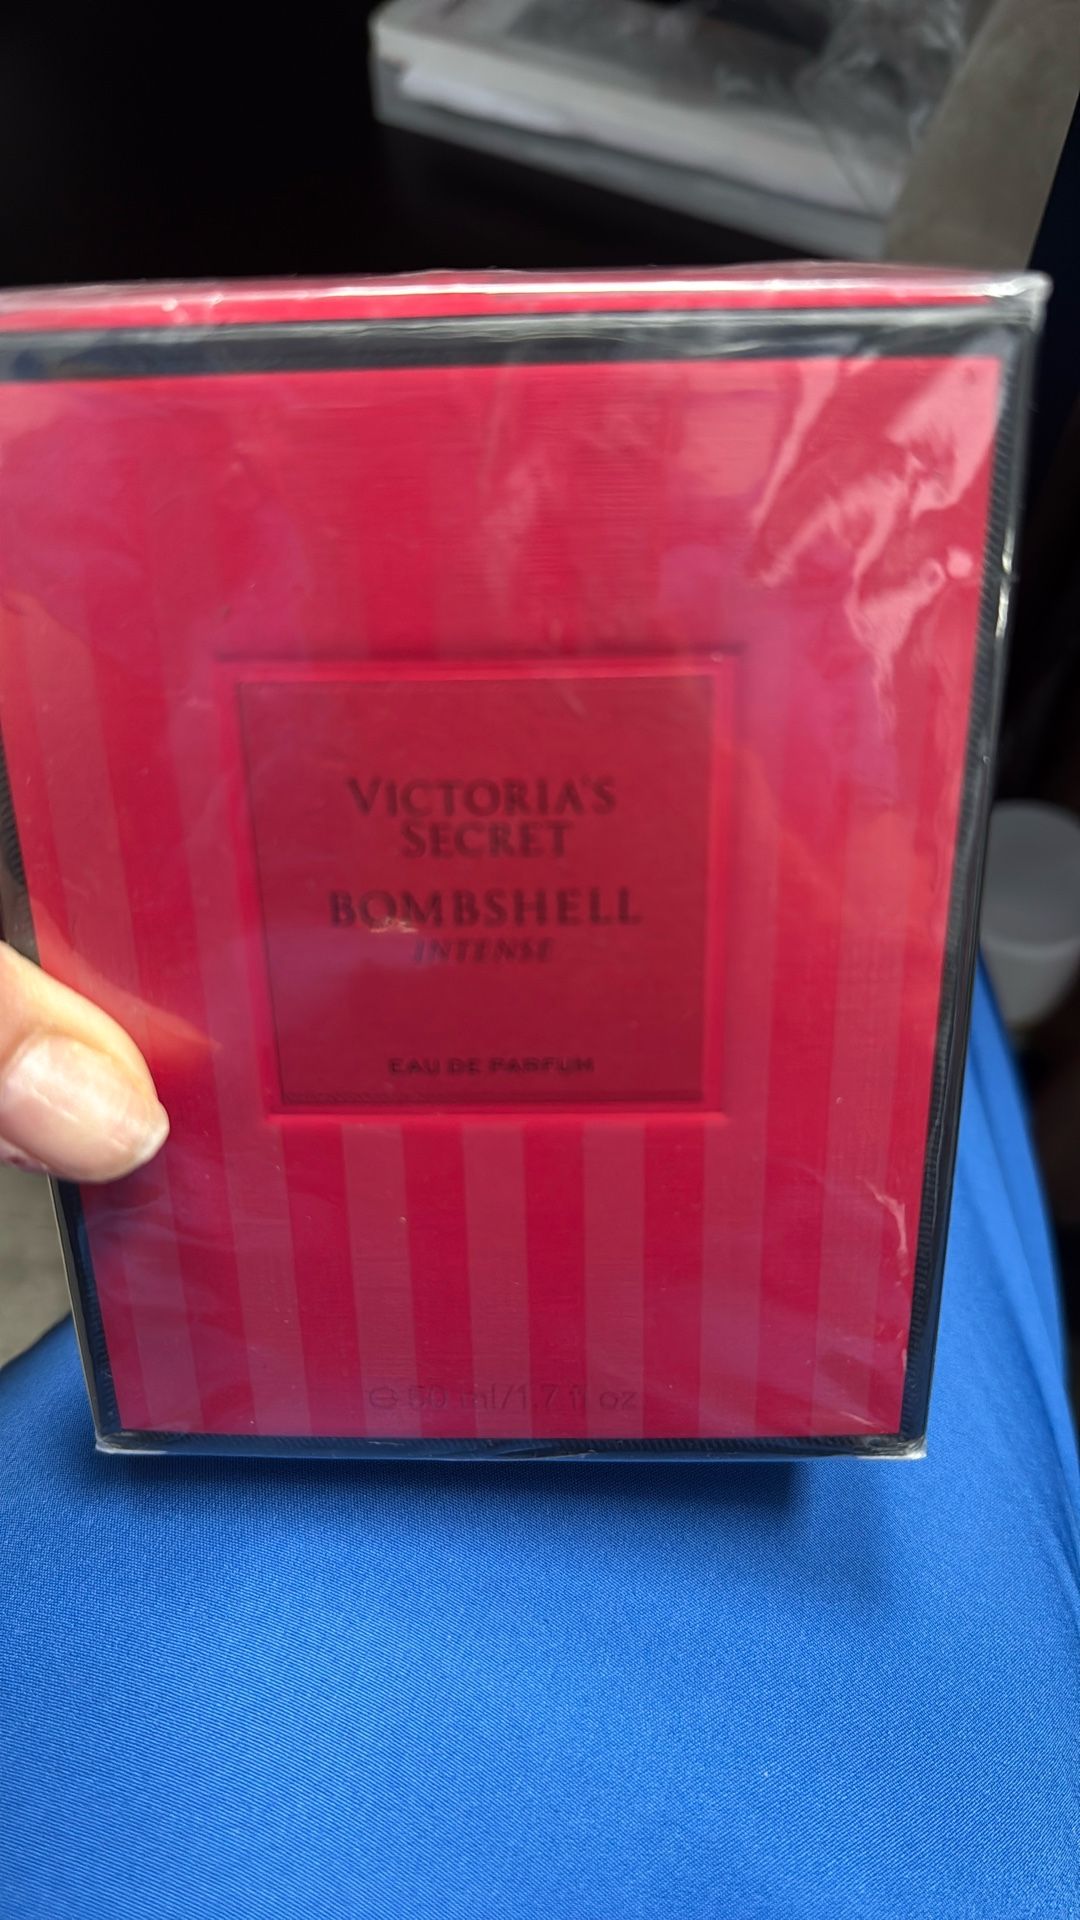 VICTORIA'S
SECRET
BOMBSHELL
INTENSE
EAU DE PARFUM
℮ 50 ml/1.7 fl oz